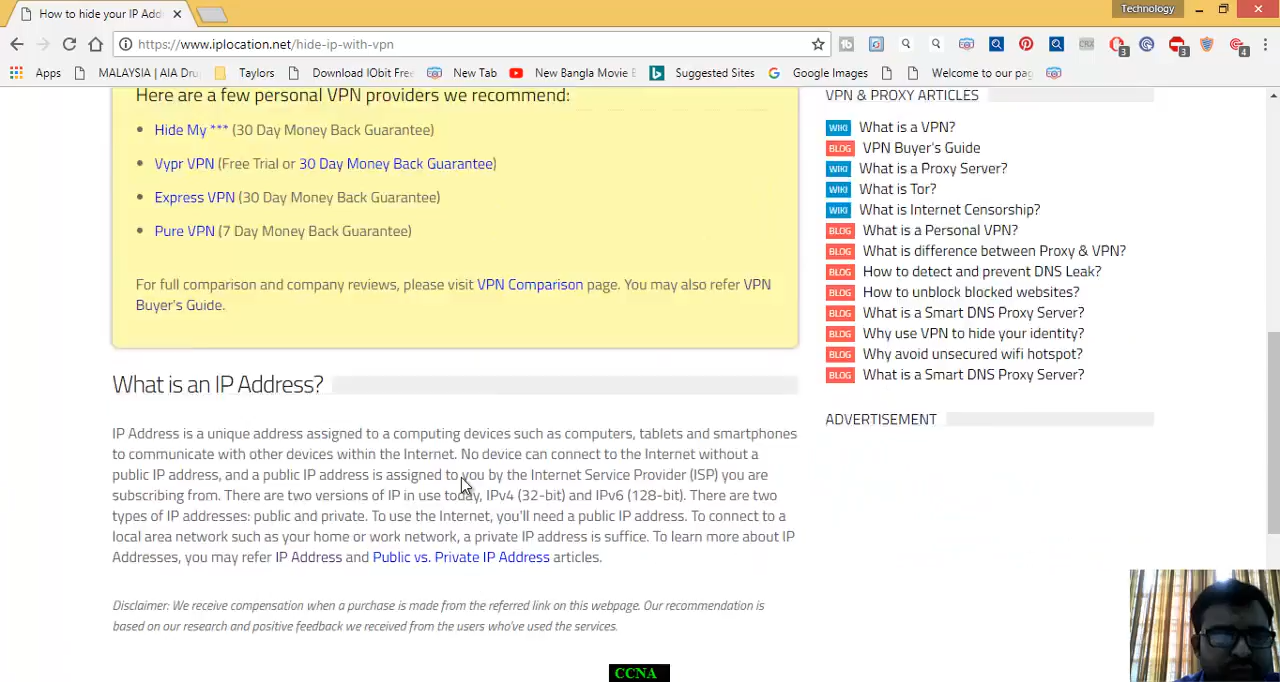 How to hide your IP Add
Technology
https://www.iplocation.net/hide-ip-with-vpn
Apps
MALAYSIA | AIA Dru
Taylors
Download IObit Free
New Tab
New Bangla Movie
Suggested Sites
Google Images
Welcome to our pag
Here are a few personal VPN providers we recommend:
Hide My *** (30 Day Money Back Guarantee)
Vypr VPN (Free Trial or 30 Day Money Back Guarantee)
Express VPN (30 Day Money Back Guarantee)
Pure VPN (7 Day Money Back Guarantee)
For full comparison and company reviews, please visit VPN Comparison page. You may also refer VPN
Buyer's Guide.
What is an IP Address?
IP Address is a unique address assigned to a computing devices such as computers, tablets and smartphones
to communicate with other devices within the Internet. No device can connect to the Internet without a
public IP address, and a public IP address is assigned to you by the Internet Service Provider (ISP) you are
subscribing from. There are two versions of IP in use today, IPv4 (32-bit) and IPv6 (128-bit). There are two
types of IP addresses: public and private. To use the Internet, you'll need a public IP address. To connect to a
local area network such as your home or work network, a private IP address is suffice. To learn more about IP
Addresses, you may refer IP Address and Public vs. Private IP Address articles.
Disclaimer: We receive compensation when a purchase is made from the referred link on this webpage. Our recommendation is
based on our research and positive feedback we received from the users who've used the services.
VPN & PROXY ARTICLES
WIKI What is a VPN?
BLOG VPN Buyer's Guide
WIKI What is a Proxy Server?
WIKI What is Tor?
WIKI What is Internet Censorship?
BLOG What is a Personal VPN?
BLOG What is difference between Proxy & VPN?
BLOG How to detect and prevent DNS Leak?
BLOG How to unblock blocked websites?
BLOG What is a Smart DNS Proxy Server?
BLOG Why use VPN to hide your identity?
BLOG Why avoid unsecured wifi hotspot?
BLOG What is a Smart DNS Proxy Server?
ADVERTISEMENT
CCNA